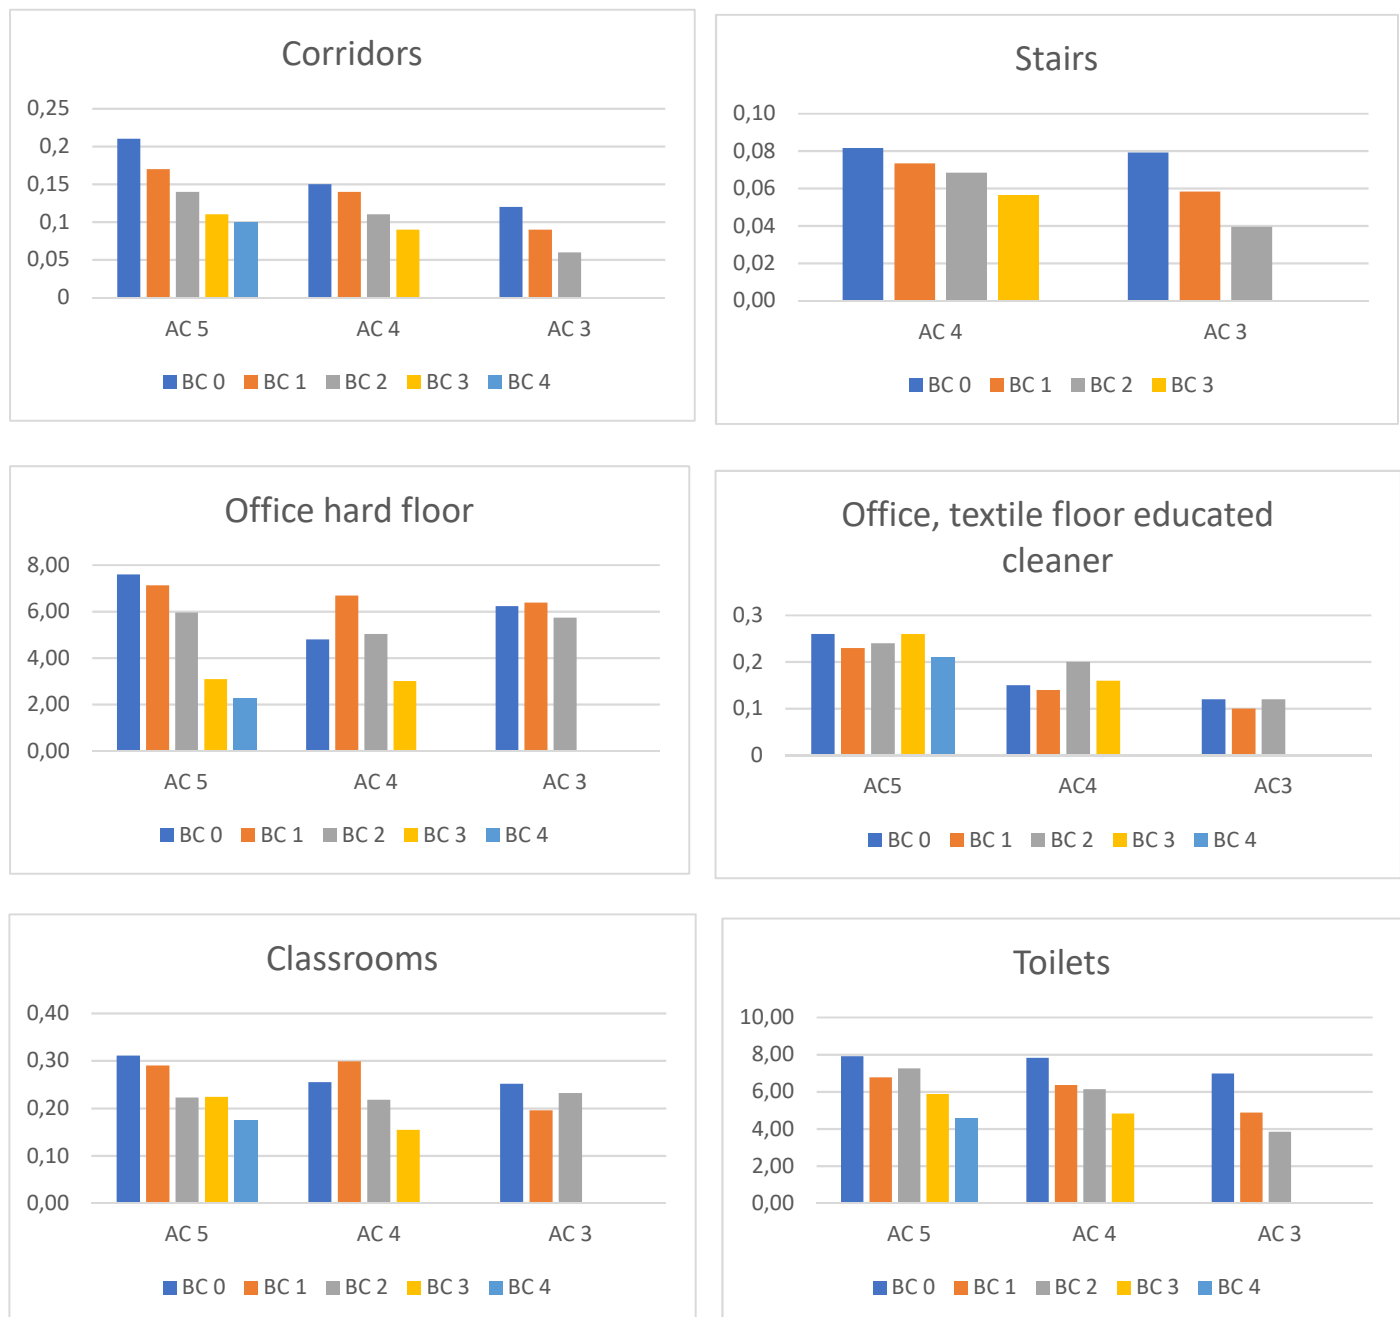 Corridors
0,25
0,2
0,15
0,1
0,05
0
AC 5 AC 4 AC 3
BC 0 BC 1 BC 2 BC 3 BC 4
Stairs
0,10
0,08
0,06
0,04
0,02
0,00
AC 4 AC 3
BC 0 BC 1 BC 2 BC 3
Office hard floor
8,00
6,00
4,00
2,00
0,00
AC 5 AC 4 AC 3
BC 0 BC 1 BC 2 BC 3 BC 4
Office, textile floor educated
cleaner
0,3
0,2
0,1
0
AC5 AC4 AC3
BC 0 BC 1 BC 2 BC 3 BC 4
Classrooms
0,40
0,30
0,20
0,10
0,00
AC 5 AC 4 AC 3
BC 0 BC 1 BC 2 BC 3 BC 4
Toilets
10,00
8,00
6,00
4,00
2,00
0,00
AC 5 AC 4 AC 3
BC 0 BC 1 BC 2 BC 3 BC 4